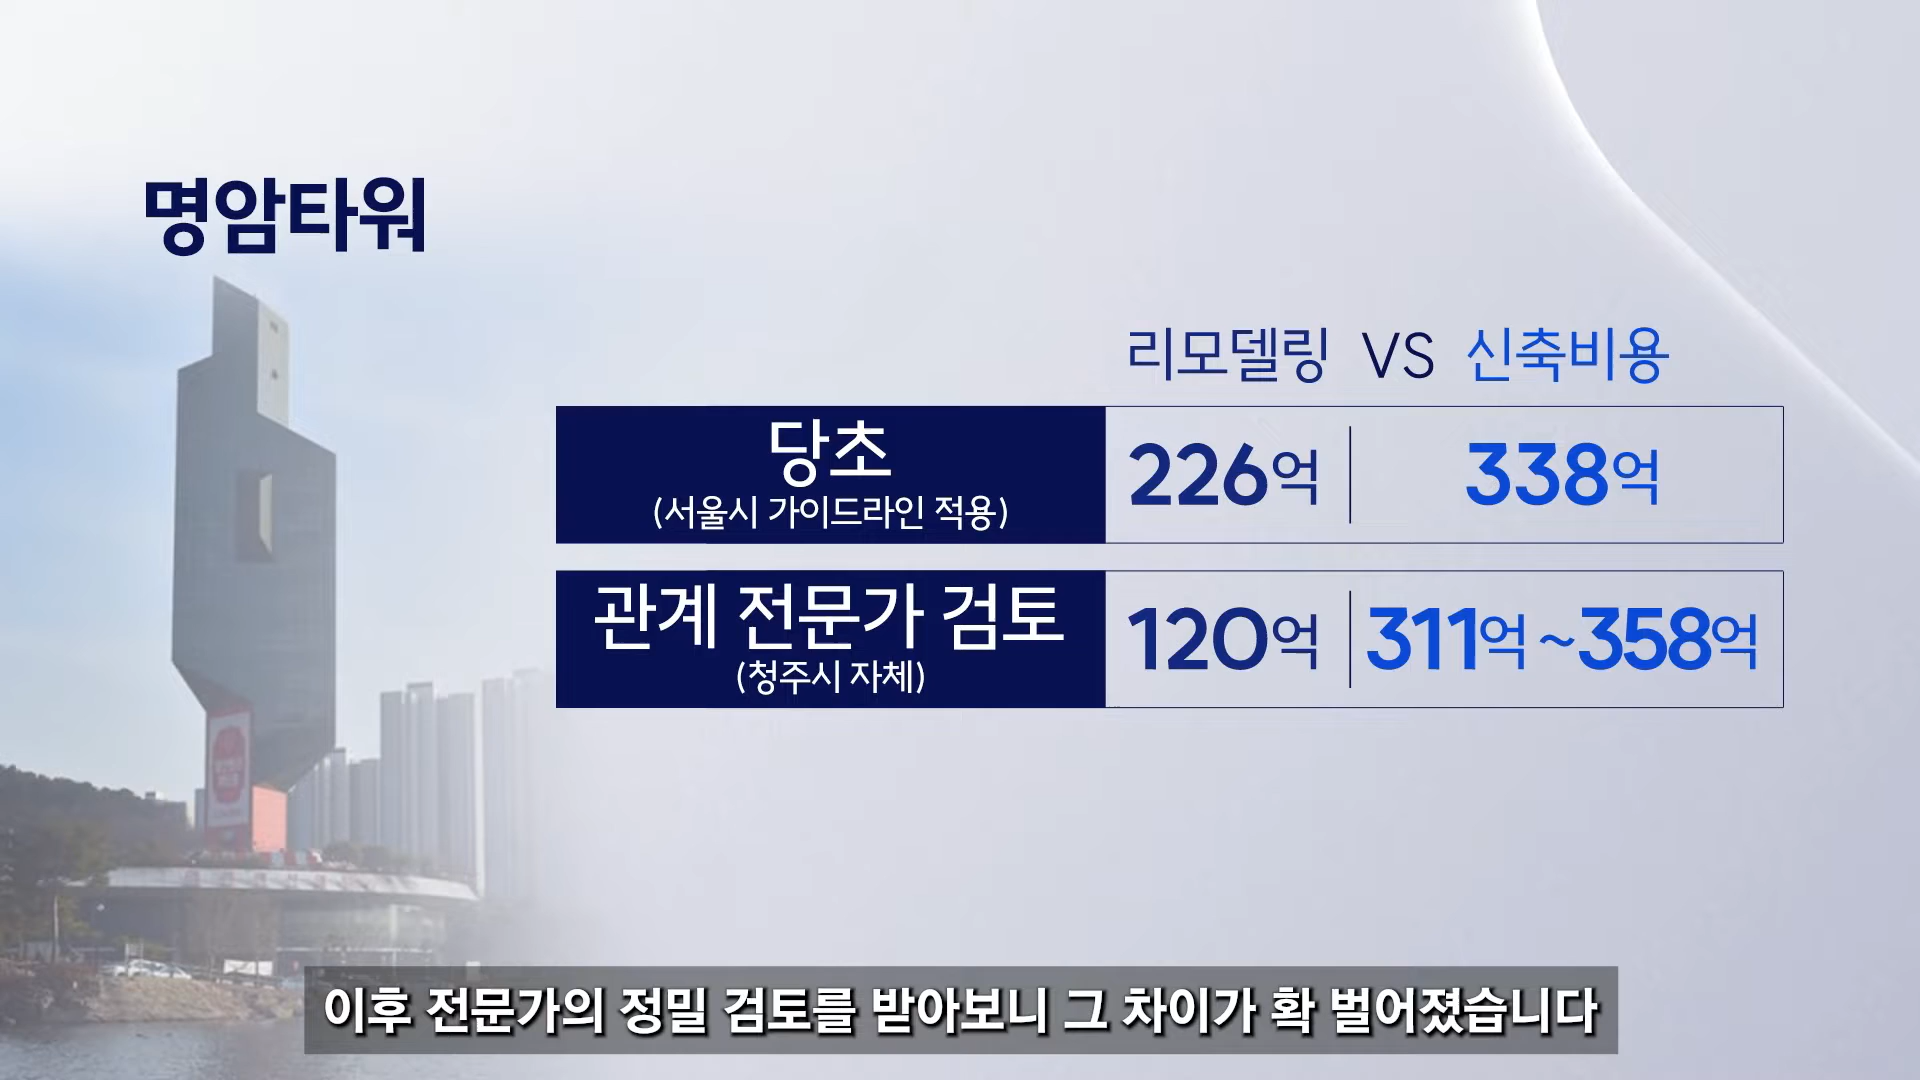 명암타워
리모델링 VS 신축비용
당초
(서울시 가이드라인 적용)
226억 338억
관계 전문가 검토
(청주시 자체)
120억 311억~358억
이후 전문가의 정밀 검토를 받아보니 그 차이가 확 벌어졌습니다